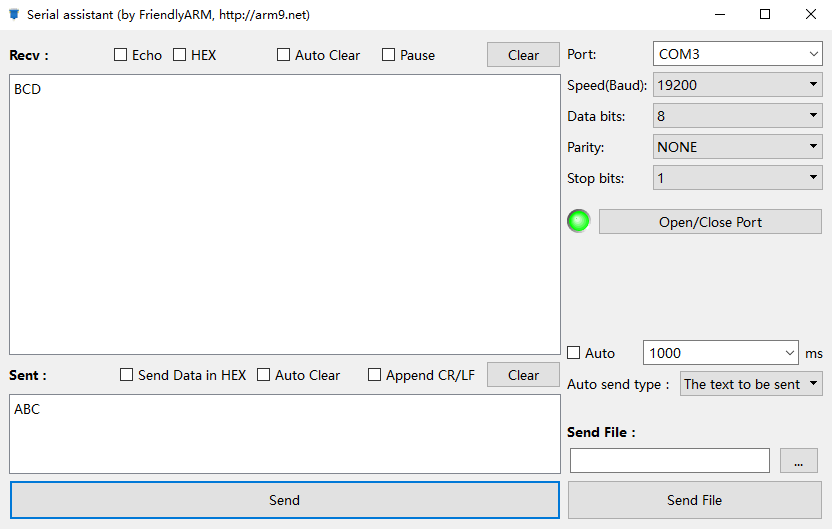 Serial assistant (by FriendlyARM, http://arm9.net)
Recv : Echo HEX Auto Clear Pause Clear
BCD
Port: COM3
Speed(Baud): 19200
Data bits: 8
Parity: NONE
Stop bits: 1
Open/Close Port
Auto 1000 ms
Auto send type : The text to be sent
Sent : Send Data in HEX Auto Clear Append CR/LF Clear
ABC
Send
Send File :
...
Send File